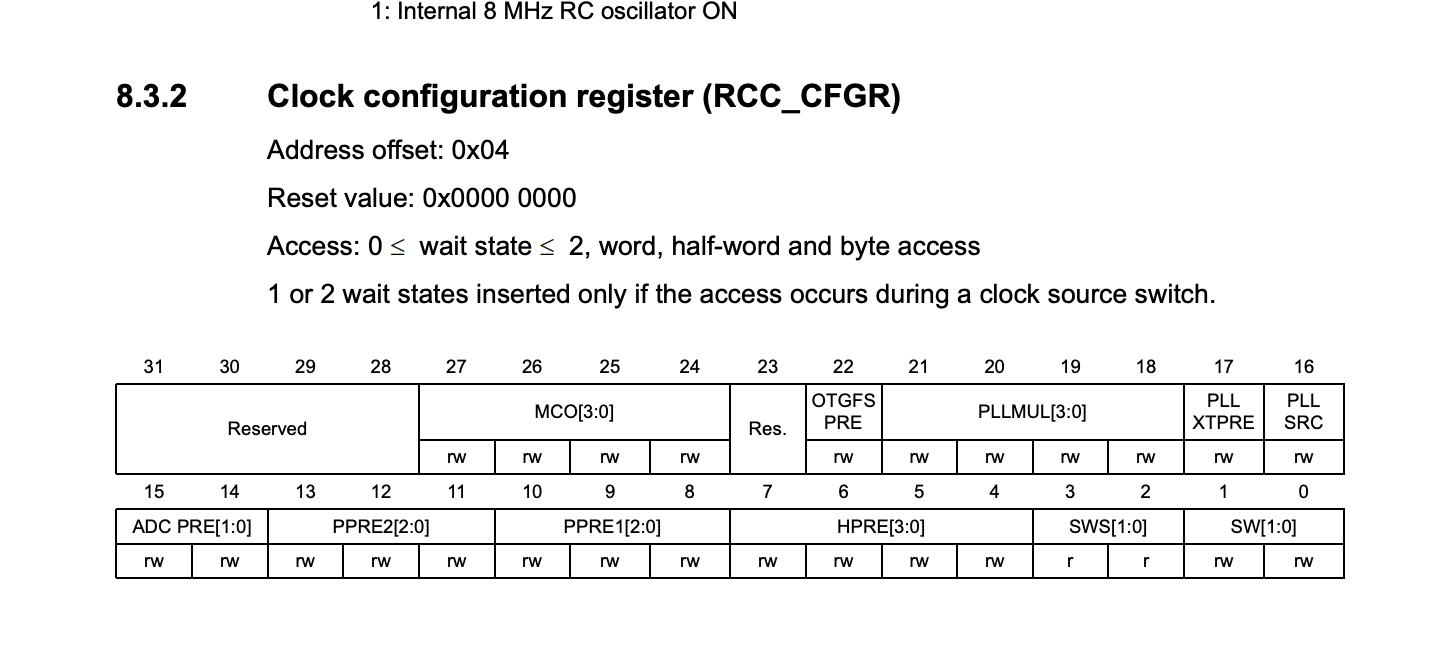 1: Internal 8 MHz RC oscillator ON
8.3.2 Clock configuration register (RCC_CFGR)
Address offset: 0x04
Reset value: 0x0000 0000
Access: 0 ≤ wait state ≤ 2, word, half-word and byte access
1 or 2 wait states inserted only if the access occurs during a clock source switch.
31 30 29 28 27 26 25 24 23 22 21 20 19 18 17 16
Reserved MCO[3:0] Res. OTGFS PRE PLLMUL[3:0] PLL XTPRE PLL SRC
rw rw rw rw rw rw rw rw rw rw rw
15 14 13 12 11 10 9 8 7 6 5 4 3 2 1 0
ADC PRE[1:0] PPRE2[2:0] PPRE1[2:0] HPRE[3:0] SWS[1:0] SW[1:0]
rw rw rw rw rw rw rw rw rw rw rw rw r r rw rw